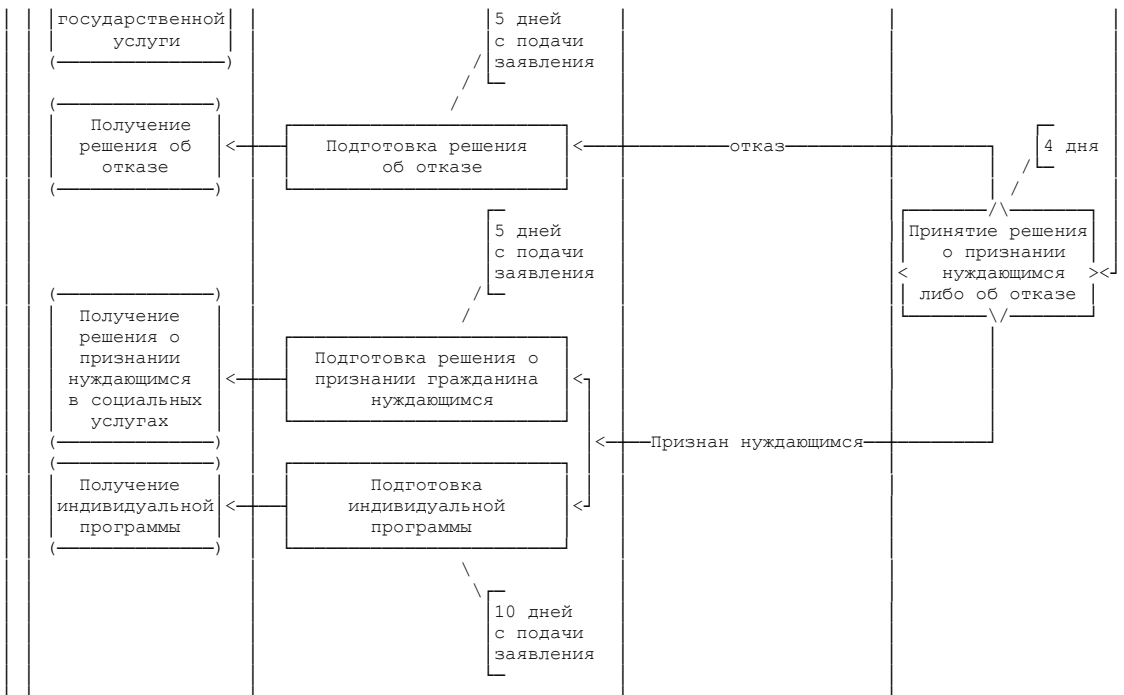 государственной
услуги
5 дней
с подачи
заявления
Получение
решения об
отказе
Подготовка решения
об отказе
отказ
4 дня
Принятие решения
о признании
нуждающимся
либо об отказе
5 дней
с подачи
заявления
Получение
решения о
признании
нуждающимся
в социальных
услугах
Подготовка решения о
признании гражданина
нуждающимся
Признан нуждающимся
Получение
индивидуальной
программы
Подготовка
индивидуальной
программы
10 дней
с подачи
заявления